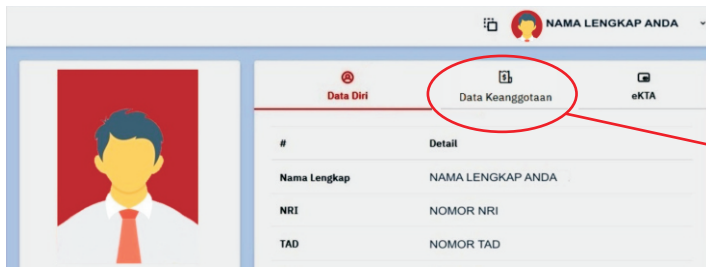 NAMA LENGKAP ANDA
Data Diri
Data Keanggotaan
eKTA
# Detail
Nama Lengkap NAMA LENGKAP ANDA
NRI NOMOR NRI
TAD NOMOR TAD